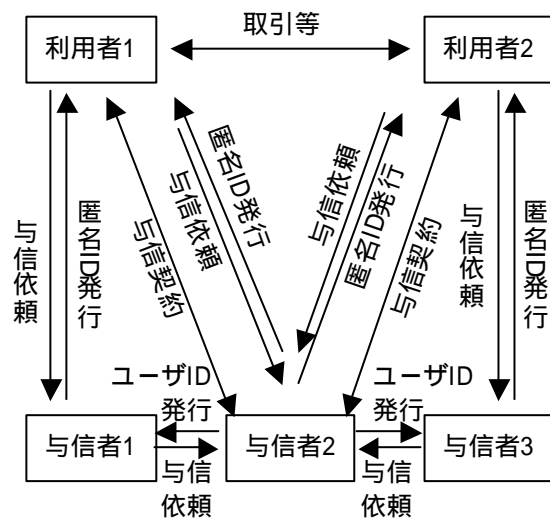 取引等
利用者1
利用者2
与信依頼
匿名ID発行
与信契約
与信依頼
匿名ID発行
与信依頼
匿名ID発行
与信契約
与信依頼
匿名ID発行
ユーザID
発行
ユーザID
発行
与信者1
与信者2
与信者3
与信
依頼
与信
依頼